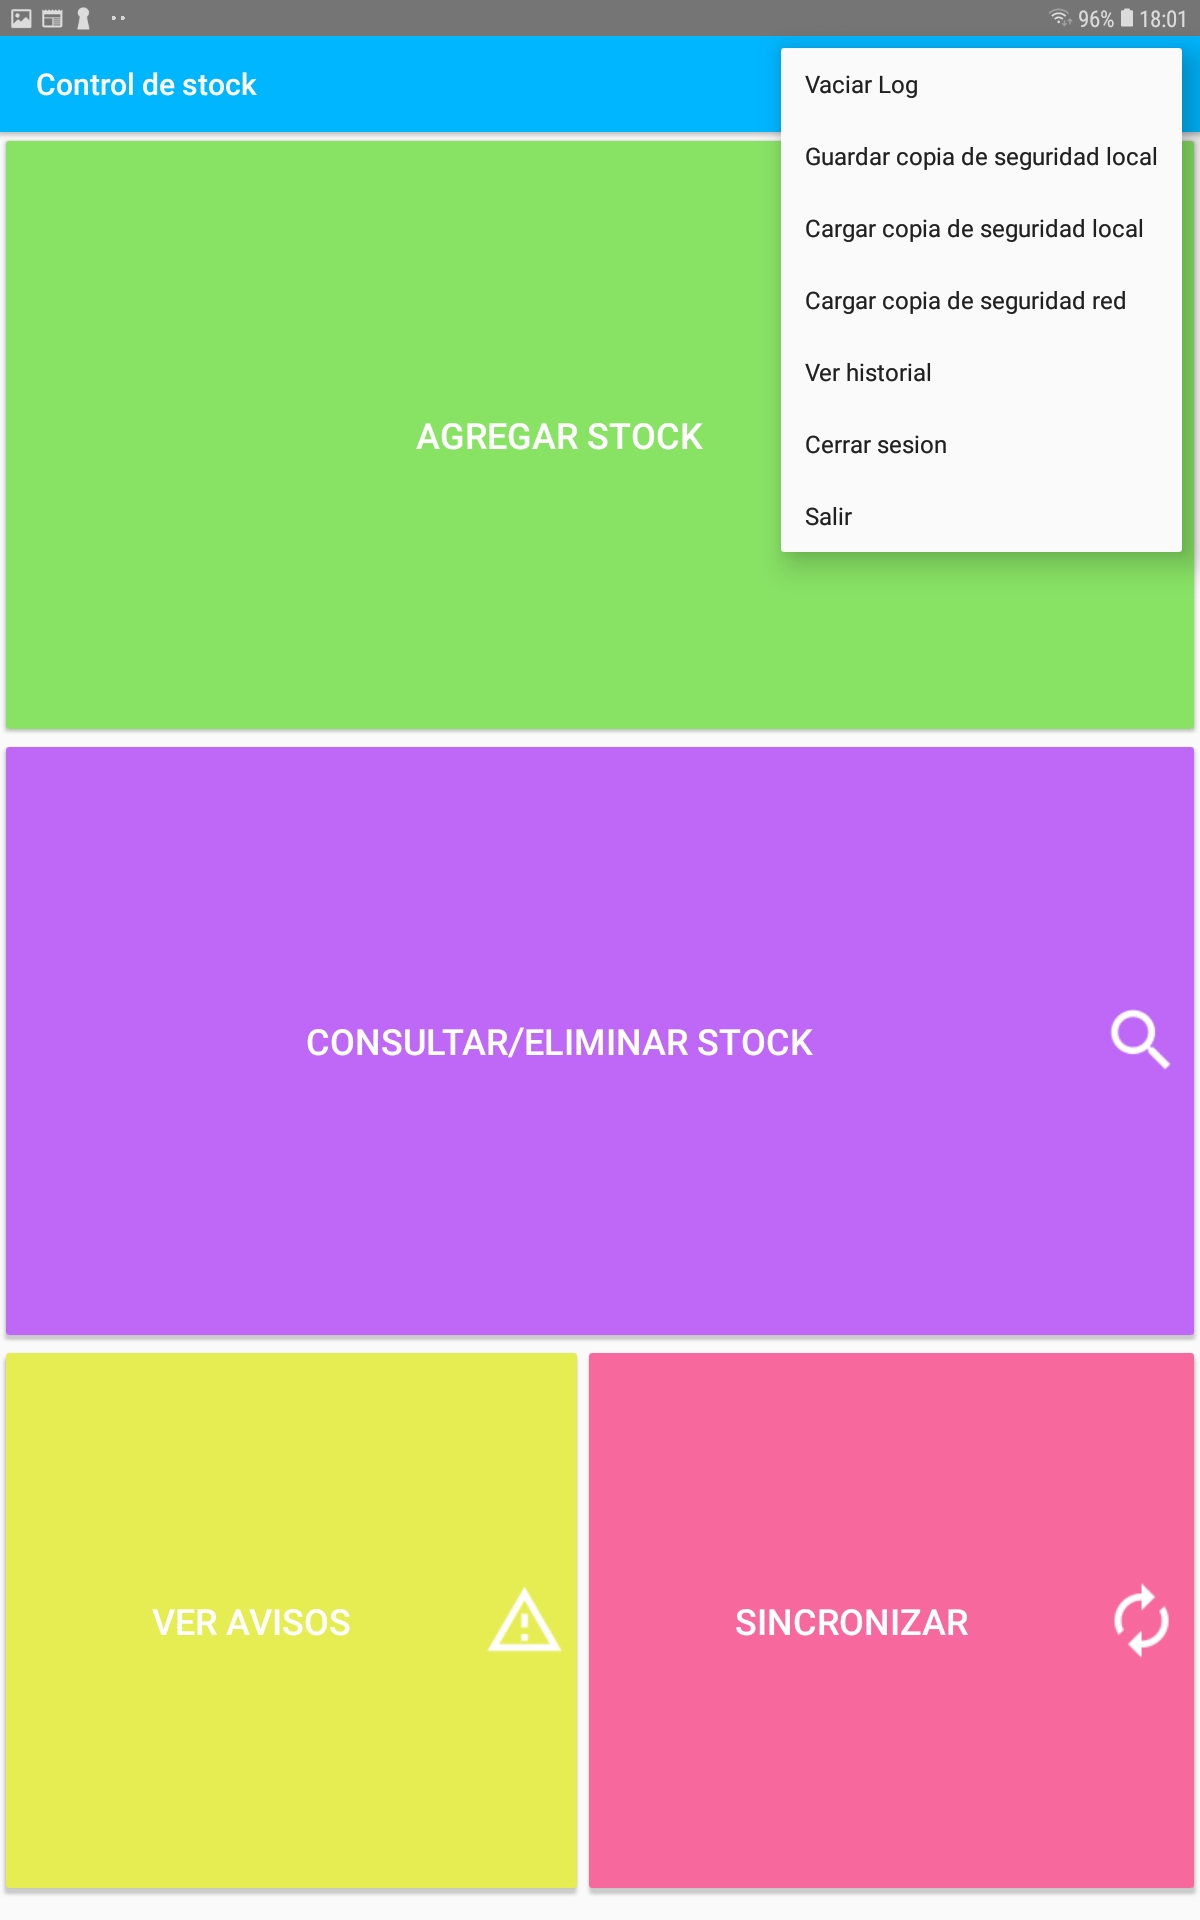 96% 18:01
Control de stock
Vaciar Log
Guardar copia de seguridad local
Cargar copia de seguridad local
Cargar copia de seguridad red
Ver historial
Cerrar sesion
Salir
AGREGAR STOCK
CONSULTAR/ELIMINAR STOCK
VER AVISOS
SINCRONIZAR